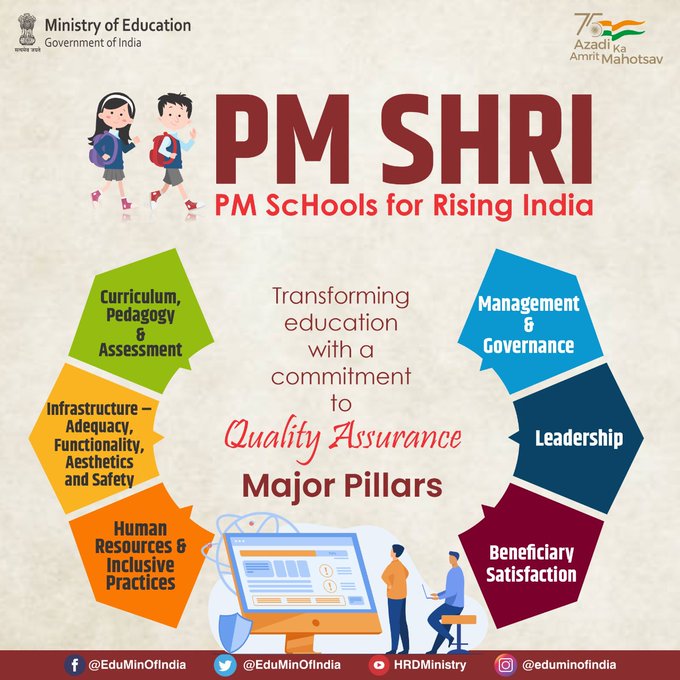 Ministry of Education
Government of India
सत्यमेव जयते
75
Azadi Ka
Amrit Mahotsav
PM SHRI
PM ScHools for Rising India
Curriculum,
Pedagogy
&
Assessment
Infrastructure –
Adequacy,
Functionality,
Aesthetics
and Safety
Human
Resources &
Inclusive
Practices
Transforming
education
with a
commitment
to
Quality Assurance
Major Pillars
Management
&
Governance
Leadership
Beneficiary
Satisfaction
@EduMinOfIndia
@EduMinOfIndia
HRDMinistry
@eduminofindia